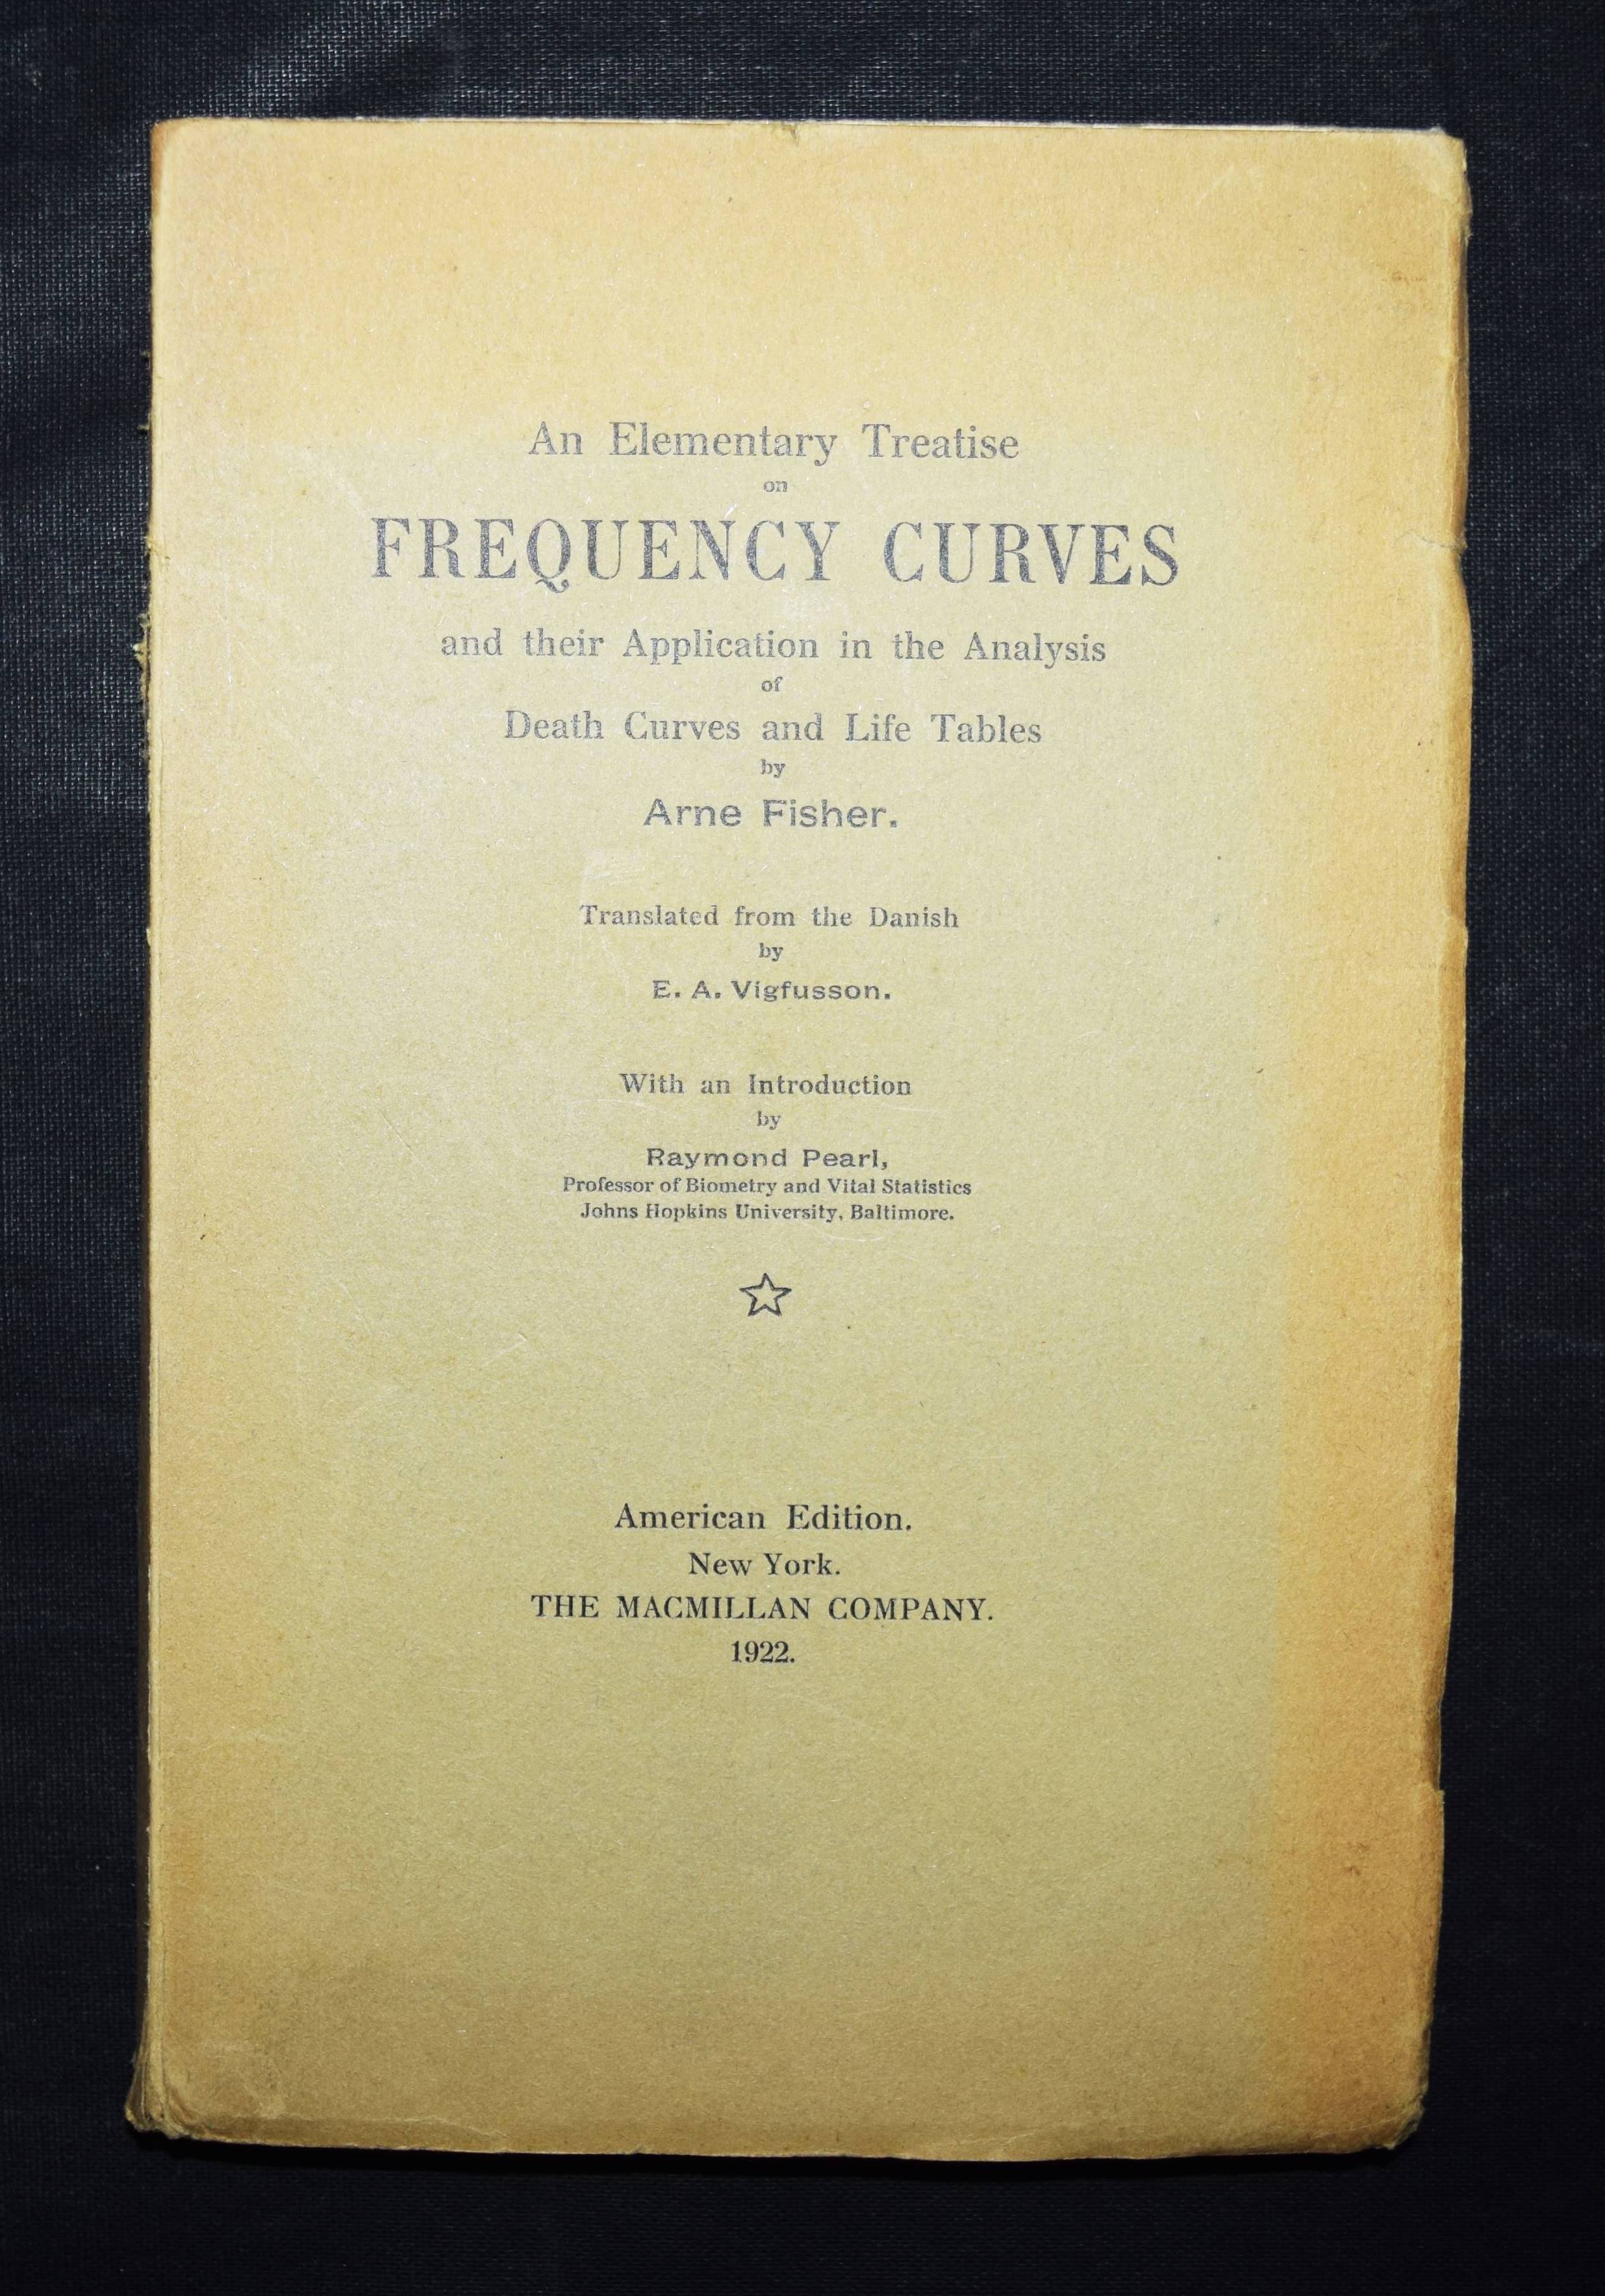 An Elementary Treatise
on
FREQUENCY CURVES
and their Application in the Analysis
of
Death Curves and Life Tables
by
Arne Fisher.
Translated from the Danish
by
E. A. Vigfusson.
With an Introduction
by
Raymond Pearl,
Professor of Biometry and Vital Statistics
Johns Hopkins University, Baltimore.
American Edition.
New York.
THE MACMILLAN COMPANY.
1922.